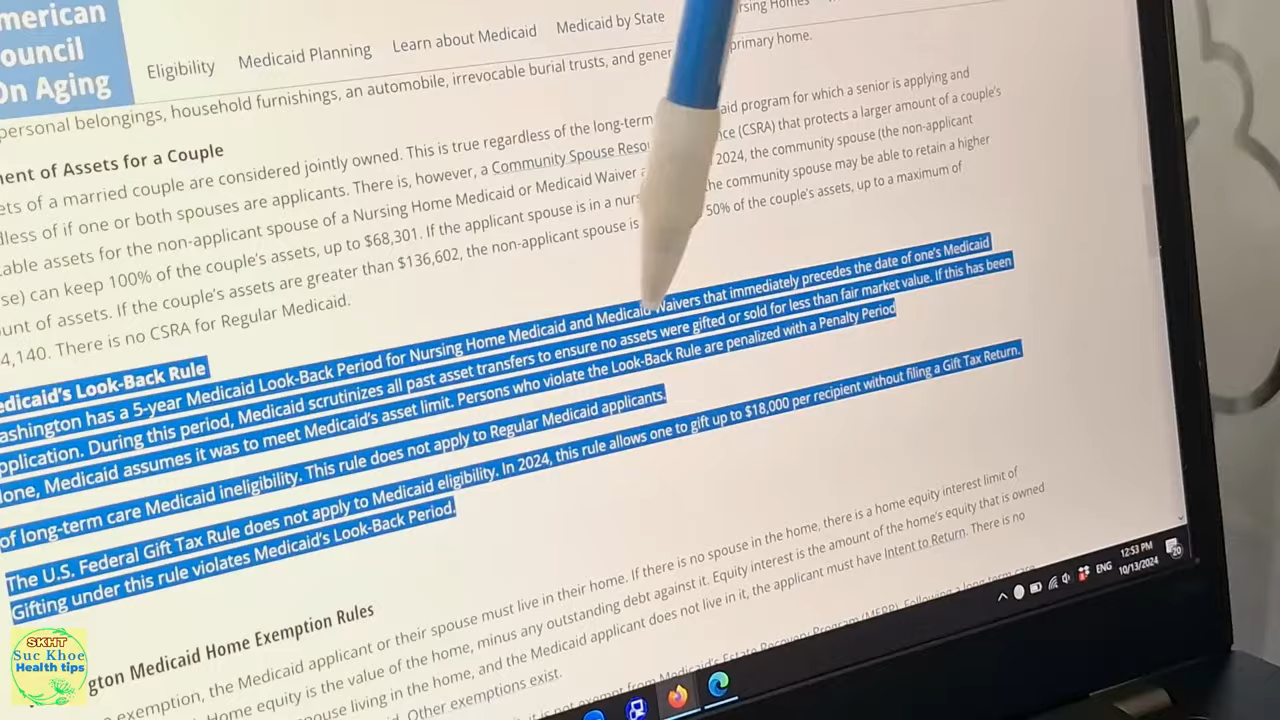 merican
ouncil
On Aging
Eligibility
Medicaid Planning
Learn about Medicaid
Medicaid by State
personal belongings, household furnishings, an automobile, irrevocable burial trusts, and gener primary home.
ent of Assets for a Couple
ets of a married couple are considered jointly owned. This is true regardless of the long-term aid program for which a senior is applying and
dless of if one or both spouses are applicants. There is, however, a Community Spouse Reso nce (CSRA) that protects a larger amount of a couple's
able assets for the non-applicant spouse of a Nursing Home Medicaid or Medicaid Waiver 2024, the community spouse (the non-applicant
se) can keep 100% of the couple's assets, up to $68,301. If the applicant spouse is in a nurs the community spouse may be able to retain a higher
unt of assets. If the couple's assets are greater than $136,602, the non-applicant spouse is 50% of the couple's assets, up to a maximum of
4,140. There is no CSRA for Regular Medicaid.
edicaid's Look-Back Rule
ashington has a 5-year Medicaid Look-Back Period for Nursing Home Medicaid and Medicaid Waivers that immediately precedes the date of one's Medicaid
pplication. During this period, Medicaid scrutinizes all past asset transfers to ensure no assets were gifted or sold for less than fair market value. If this has been
one, Medicaid assumes it was to meet Medicaid's asset limit. Persons who violate the Look-Back Rule are penalized with a Penalty Period
of long-term care Medicaid ineligibility. This rule does not apply to Regular Medicaid applicants.
The U.S. Federal Gift Tax Rule does not apply to Medicaid eligibility. In 2024, this rule allows one to gift up to $18,000 per recipient without filing a Gift Tax Return.
Gifting under this rule violates Medicaid's Look-Back Period.
gton Medicaid Home Exemption Rules
exemption, the Medicaid applicant or their spouse must live in their home. If there is no spouse in the home, there is a home equity interest limit of
Home equity is the value of the home, minus any outstanding debt against it. Equity interest is the amount of the home's equity that is owned
pouse living in the home, and the Medicaid applicant does not live in it, the applicant must have Intent to Return. There is no
Other exemptions exist.
not exempt from Medicaid's Estate Recovery Program (MERP). Following a long-term care
ENG
12:53 PM
10/13/2024
20
SKHT
Suc Khoe
Health tips